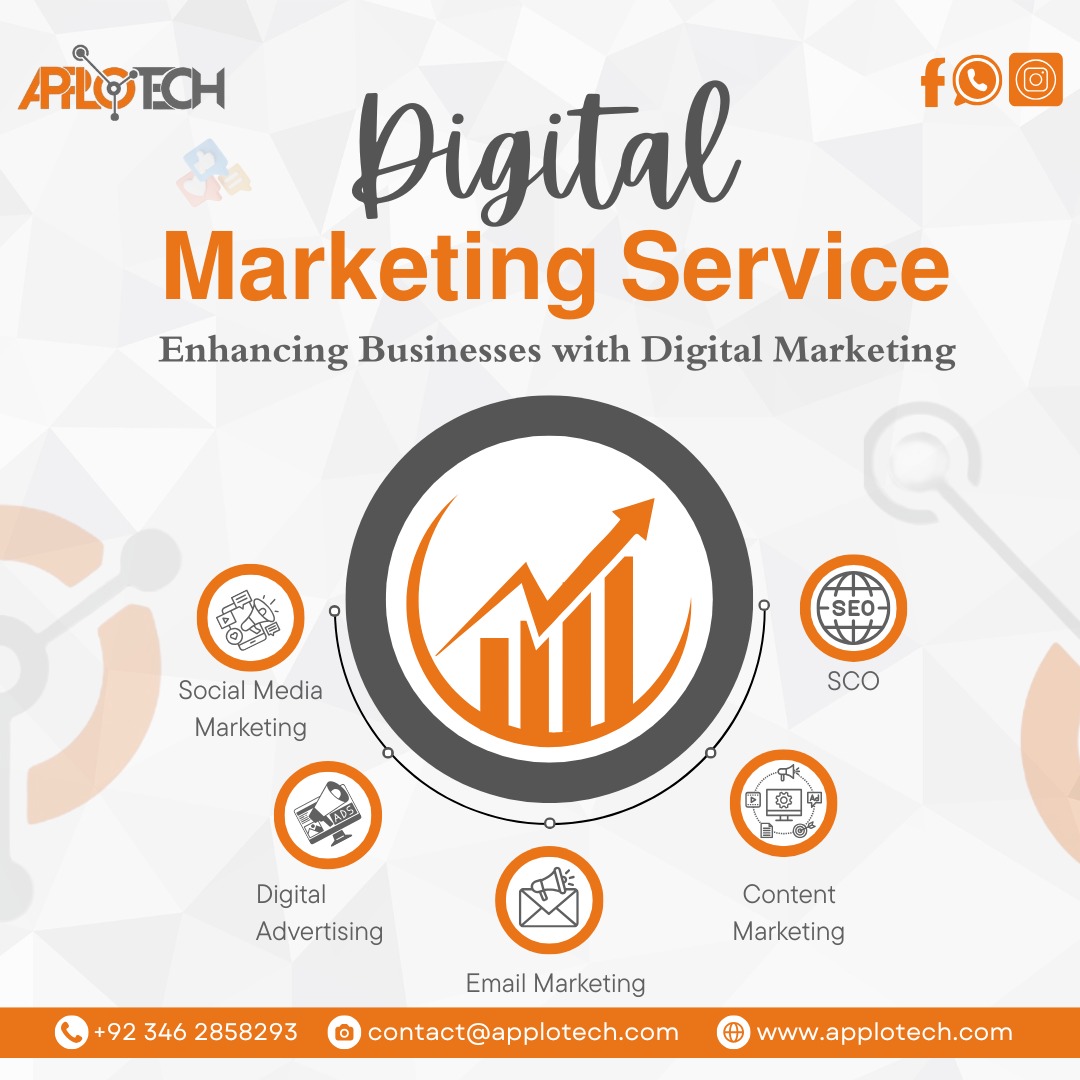 APPLOTECH
Digital
Marketing Service
Enhancing Businesses with Digital Marketing
SEO
SCO
Social Media
Marketing
ADS
Ad
Digital
Advertising
Content
Marketing
Email Marketing
+92 346 2858293 contact@applotech.com www.applotech.com